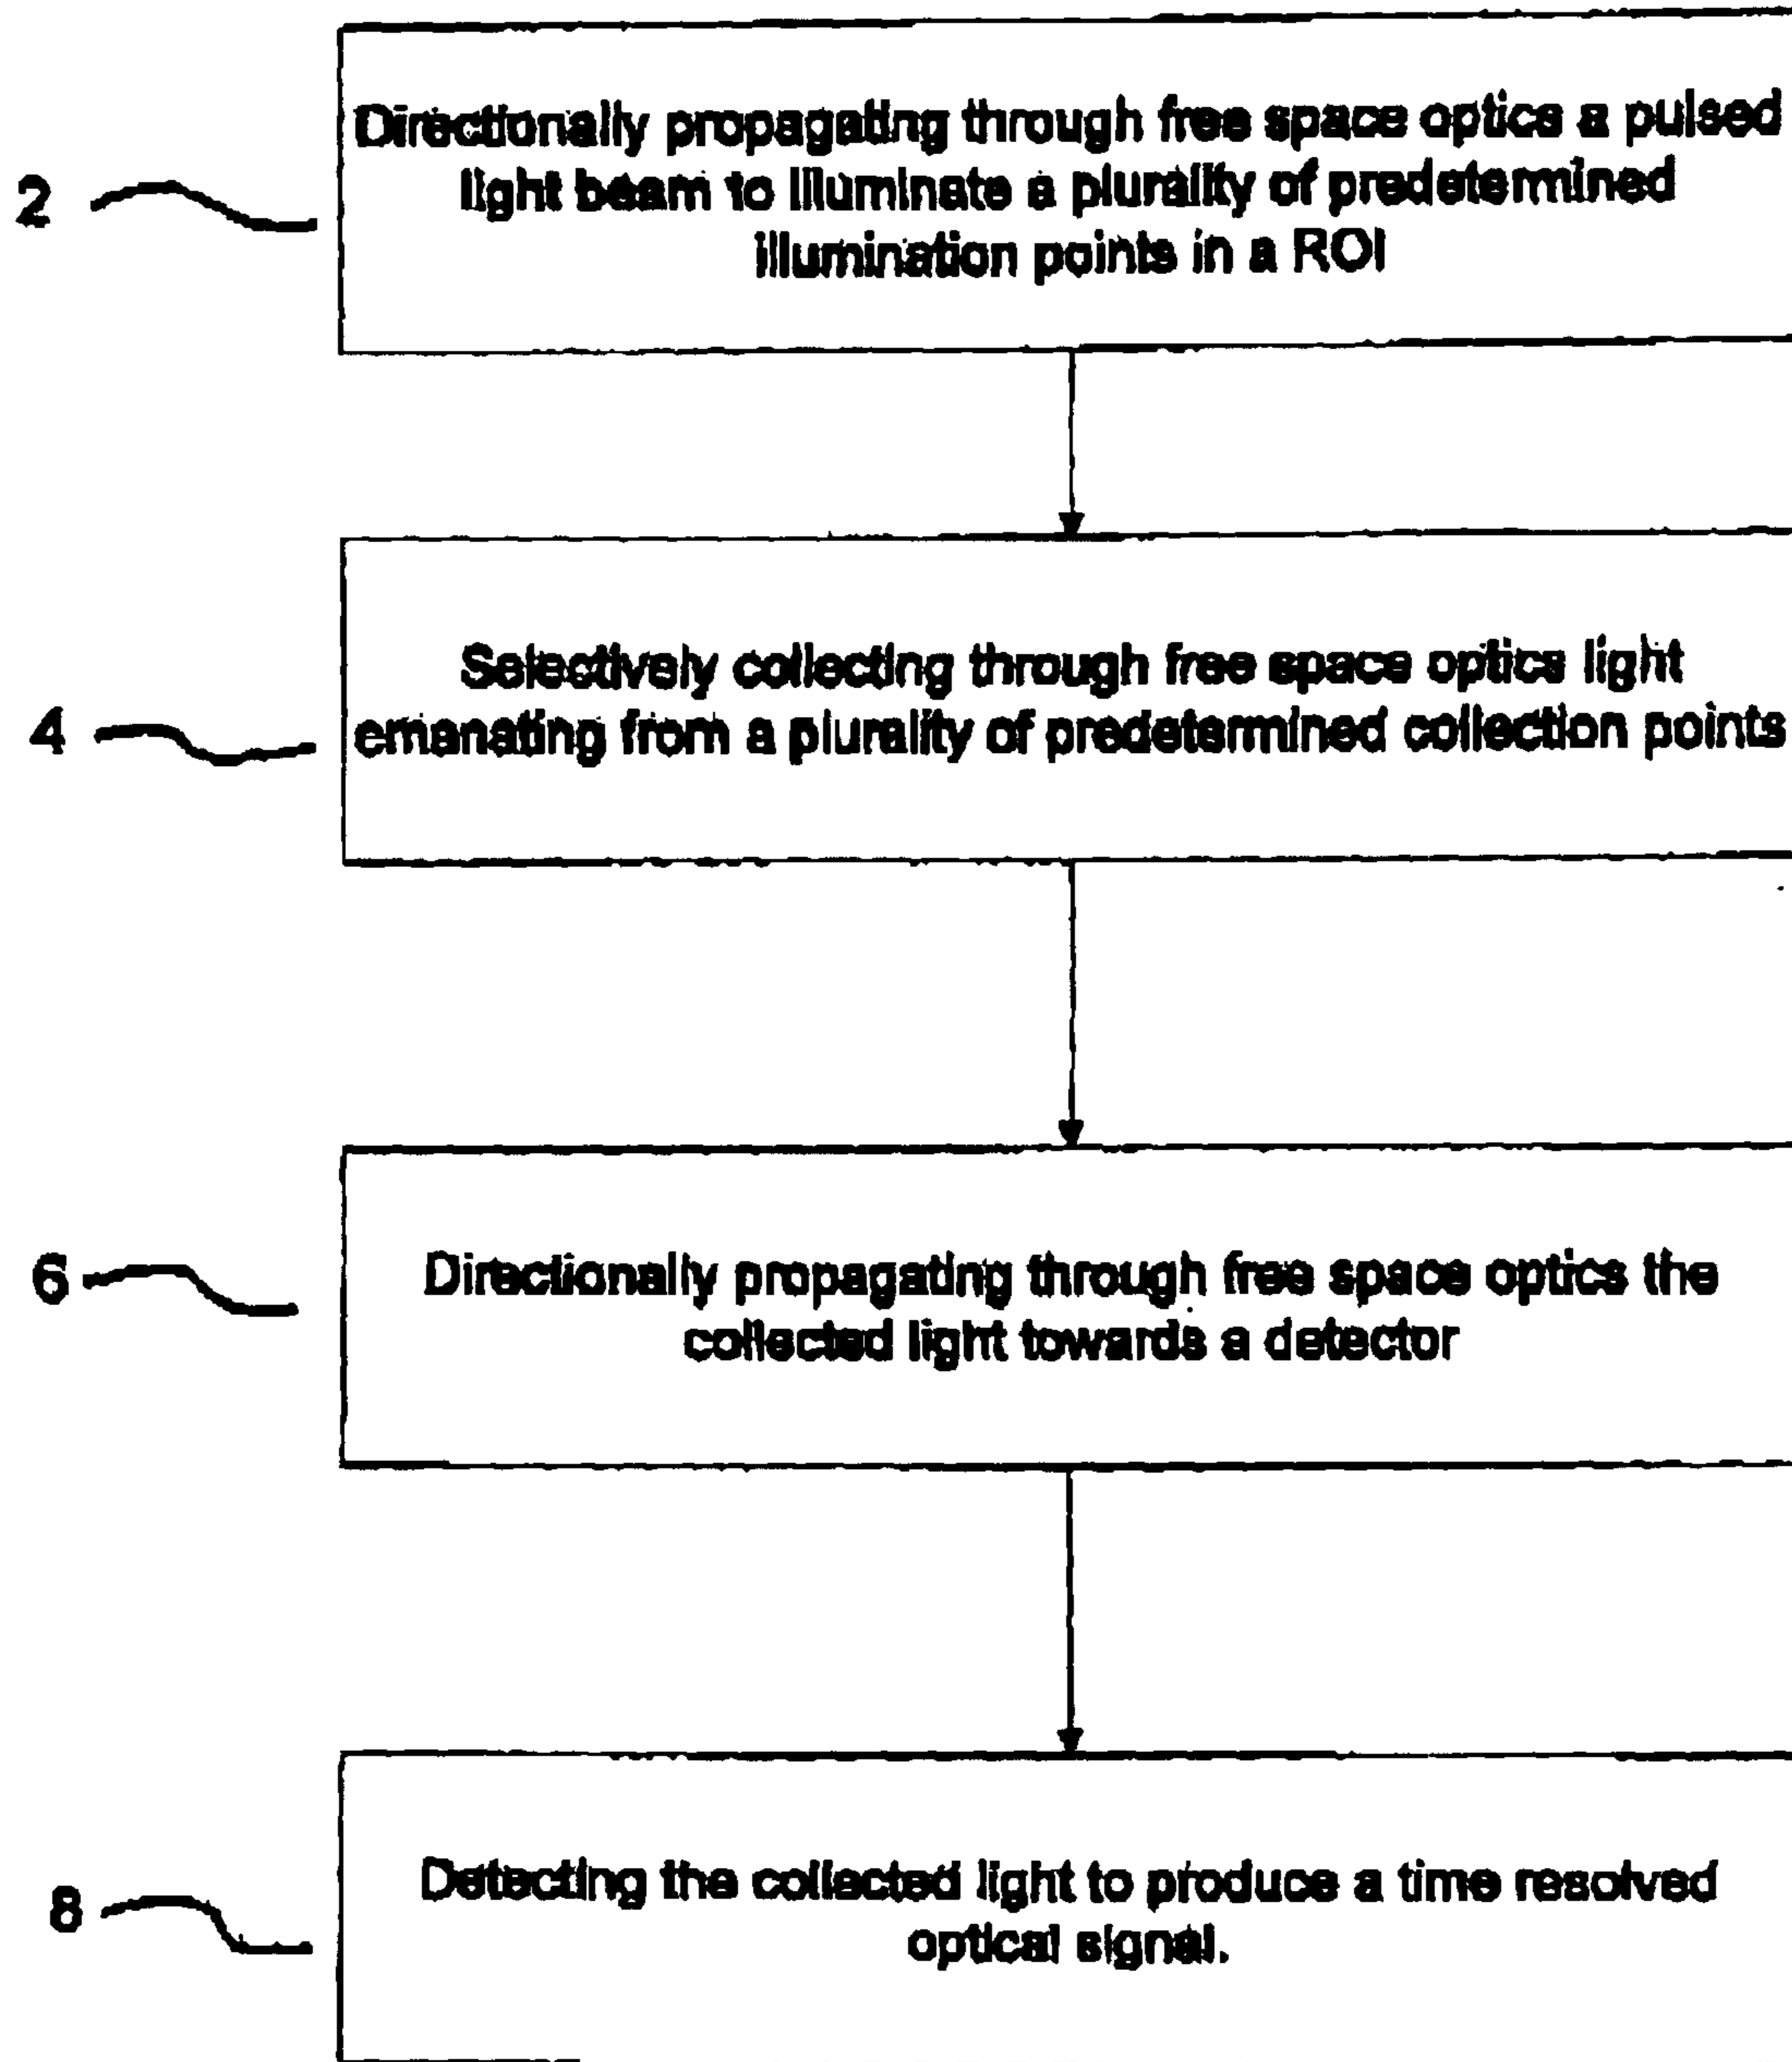 2
Directionally propagating through free space optics a pulsed
light beam to illuminate a plurality of predetermined
illumination points in a ROI
4
Selectively collecting through free space optics light
emanating from a plurality of predetermined collection points
6
Directionally propagating through free space optics the
collected light towards a detector
8
Detecting the collected light to produce a time resolved
optical signal.